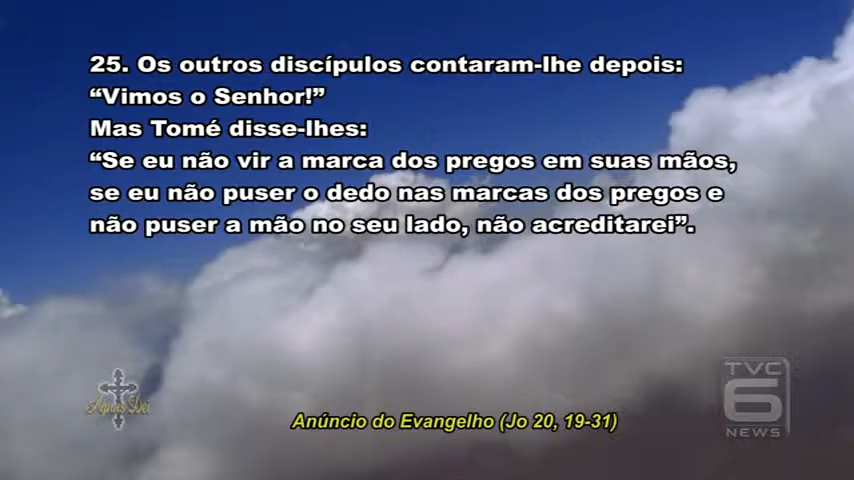 25. Os outros discípulos contaram-lhe depois:
“Vimos o Senhor!”
Mas Tomé disse-lhes:
“Se eu não vir a marca dos pregos em suas mãos,
se eu não puser o dedo nas marcas dos pregos e
não puser a mão no seu lado, não acreditarei”.
Agnus Dei
Anúncio do Evangelho (Jo 20, 19-31)
TVC
6
NEWS